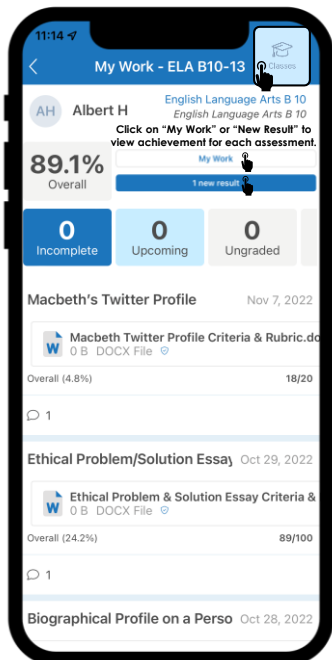 11:14
Classes
My Work - ELA B10-13
AH
Albert H
English Language Arts B 10
English Language Arts B 10
Click on "My Work" or "New Result" to
view achievement for each assessment.
89.1%
Overall
My Work
1 new result
0
Incomplete
0
Upcoming
0
Ungraded
Macbeth's Twitter Profile
Nov 7, 2022
W
Macbeth Twitter Profile Criteria & Rubric.do
0 B DOCX File
Overall (4.8%)
18/20
1
Ethical Problem/Solution Essay
Oct 29, 2022
W
Ethical Problem & Solution Essay Criteria &
0 B DOCX File
Overall (24.2%)
89/100
1
Biographical Profile on a Perso
Oct 28, 2022